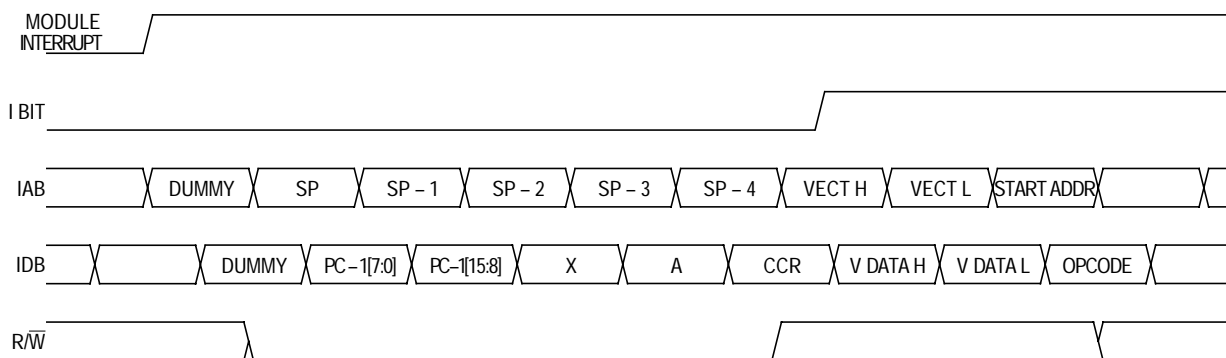 MODULE
INTERRUPT
I BIT
IAB DUMMY SP SP – 1 SP – 2 SP – 3 SP – 4 VECT H VECT L START ADDR
IDB DUMMY PC – 1[7:0] PC–1[15:8] X A CCR V DATA H V DATA L OPCODE
R/W̅